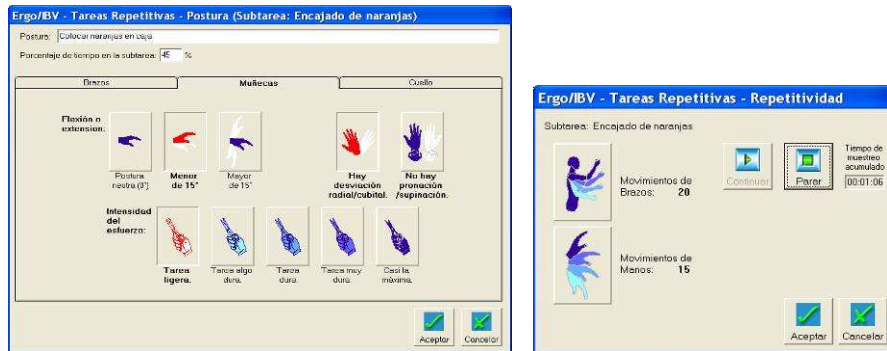 Ergo/IBV - Tareas Repetitivas - Postura (Subtarea: Encajado de naranjas)
Postura: Colocar naranjas en caja
Porcentaje de tiempo en la subtarea: 45 %
Brazos Muñecas Cuello
Flexión o
extensión:
Postura
neutra (0°)
Menor
de 15°
Mayor
de 15°
Hay
desviación
radial/cubital.
No hay
pronación
/supinación.
Intensidad
del
esfuerzo:
Tarea
ligera.
Tarea algo
dura.
Tarea
dura.
Tarea muy
dura.
Casi la
máxima.
Aceptar Cancelar
Ergo/IBV - Tareas Repetitivas - Repetitividad
Subtarea: Encajado de naranjas
Movimientos de
Brazos: 20
Continuar Parar
Tiempo de
muestreo
acumulado
00:01:06
Movimientos de
Manos: 15
Aceptar Cancelar